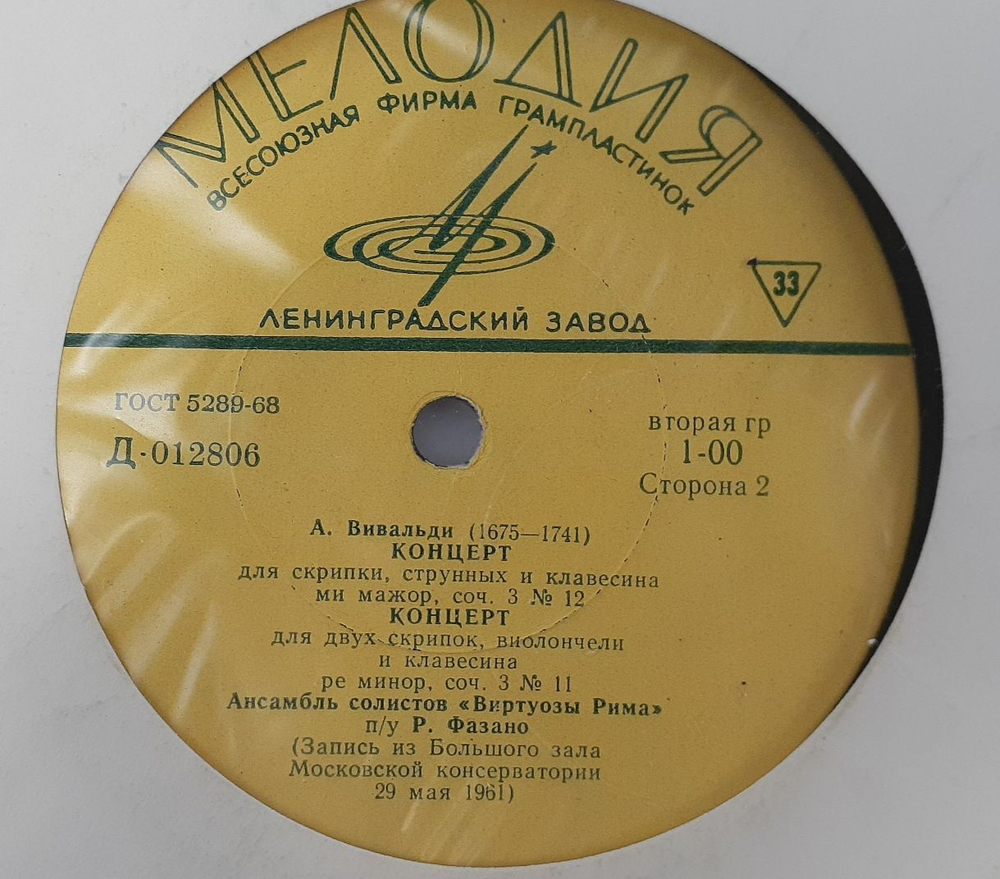 МЕЛОДИЯ
ВСЕСОЮЗНАЯ ФИРМА ГРАМПЛАСТИНОК
33
ЛЕНИНГРАДСКИЙ ЗАВОД
ГОСТ 5289-68
Д-012806
вторая гр
1-00
Сторона 2
А. Вивальди (1675—1741)
КОНЦЕРТ
для скрипки, струнных и клавесина
ми мажор, соч. 3 № 12
КОНЦЕРТ
для двух скрипок, виолончели
и клавесина
ре минор, соч. 3 № 11
Ансамбль солистов «Виртуозы Рима»
п/у Р. Фазано
(Запись из Большого зала
Московской консерватории
29 мая 1961)